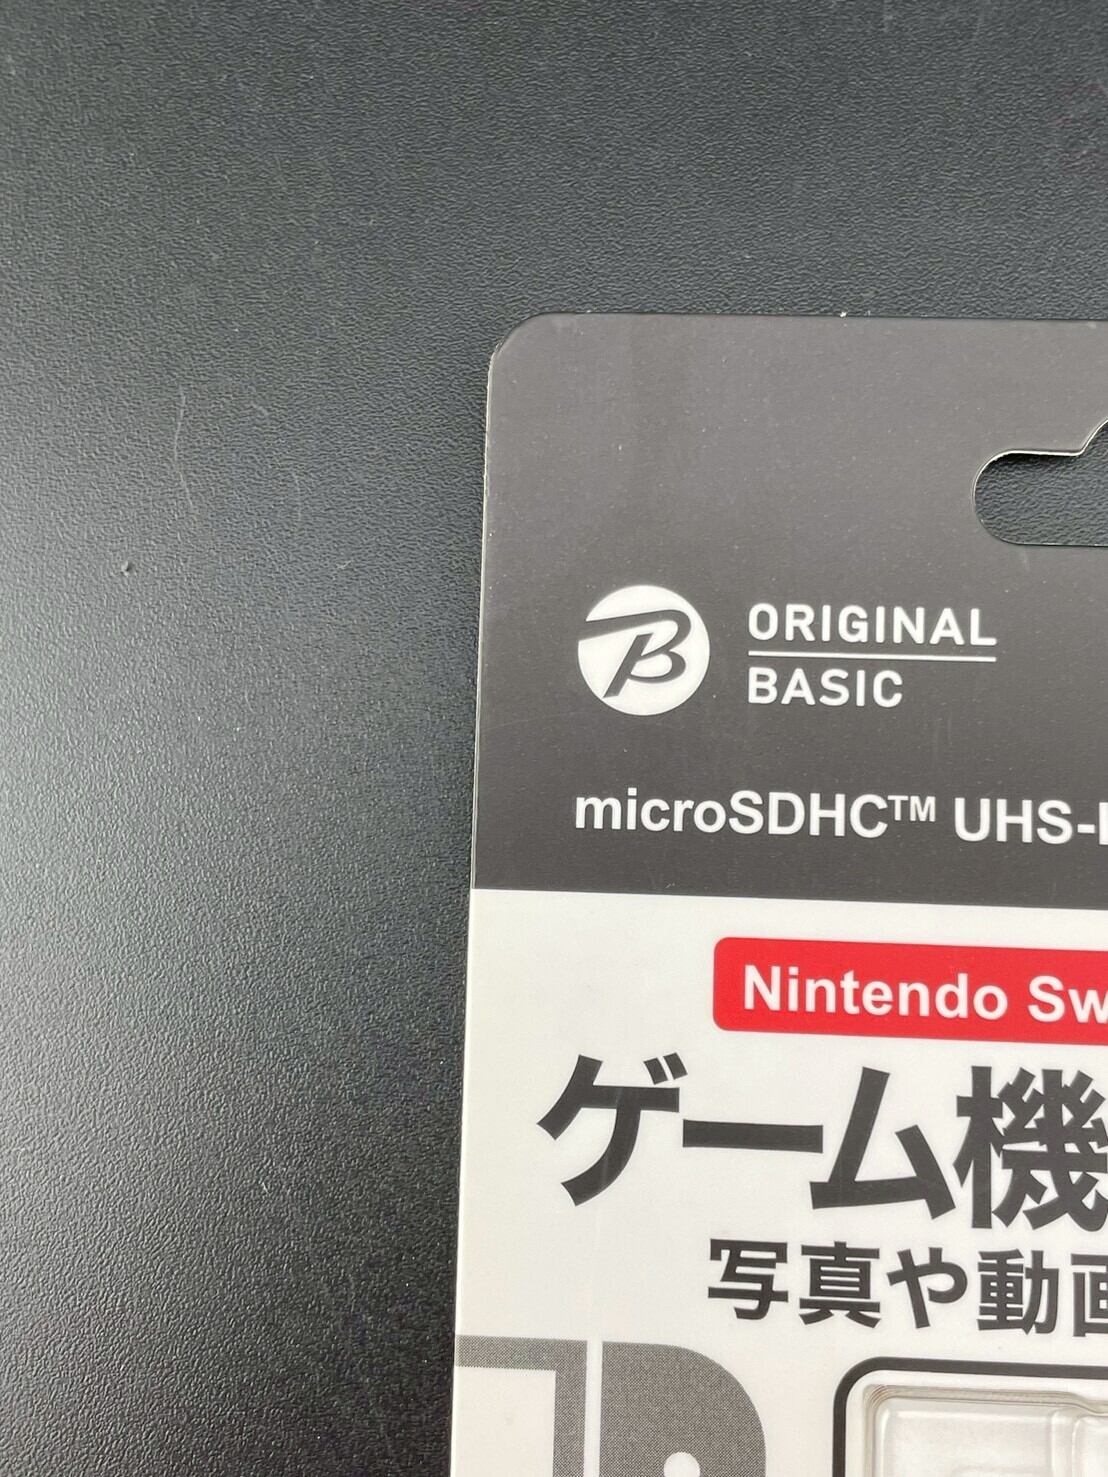 B
ORIGINAL
BASIC
microSDHC™ UHS-I
Nintendo Sw
ゲーム機
写真や動画